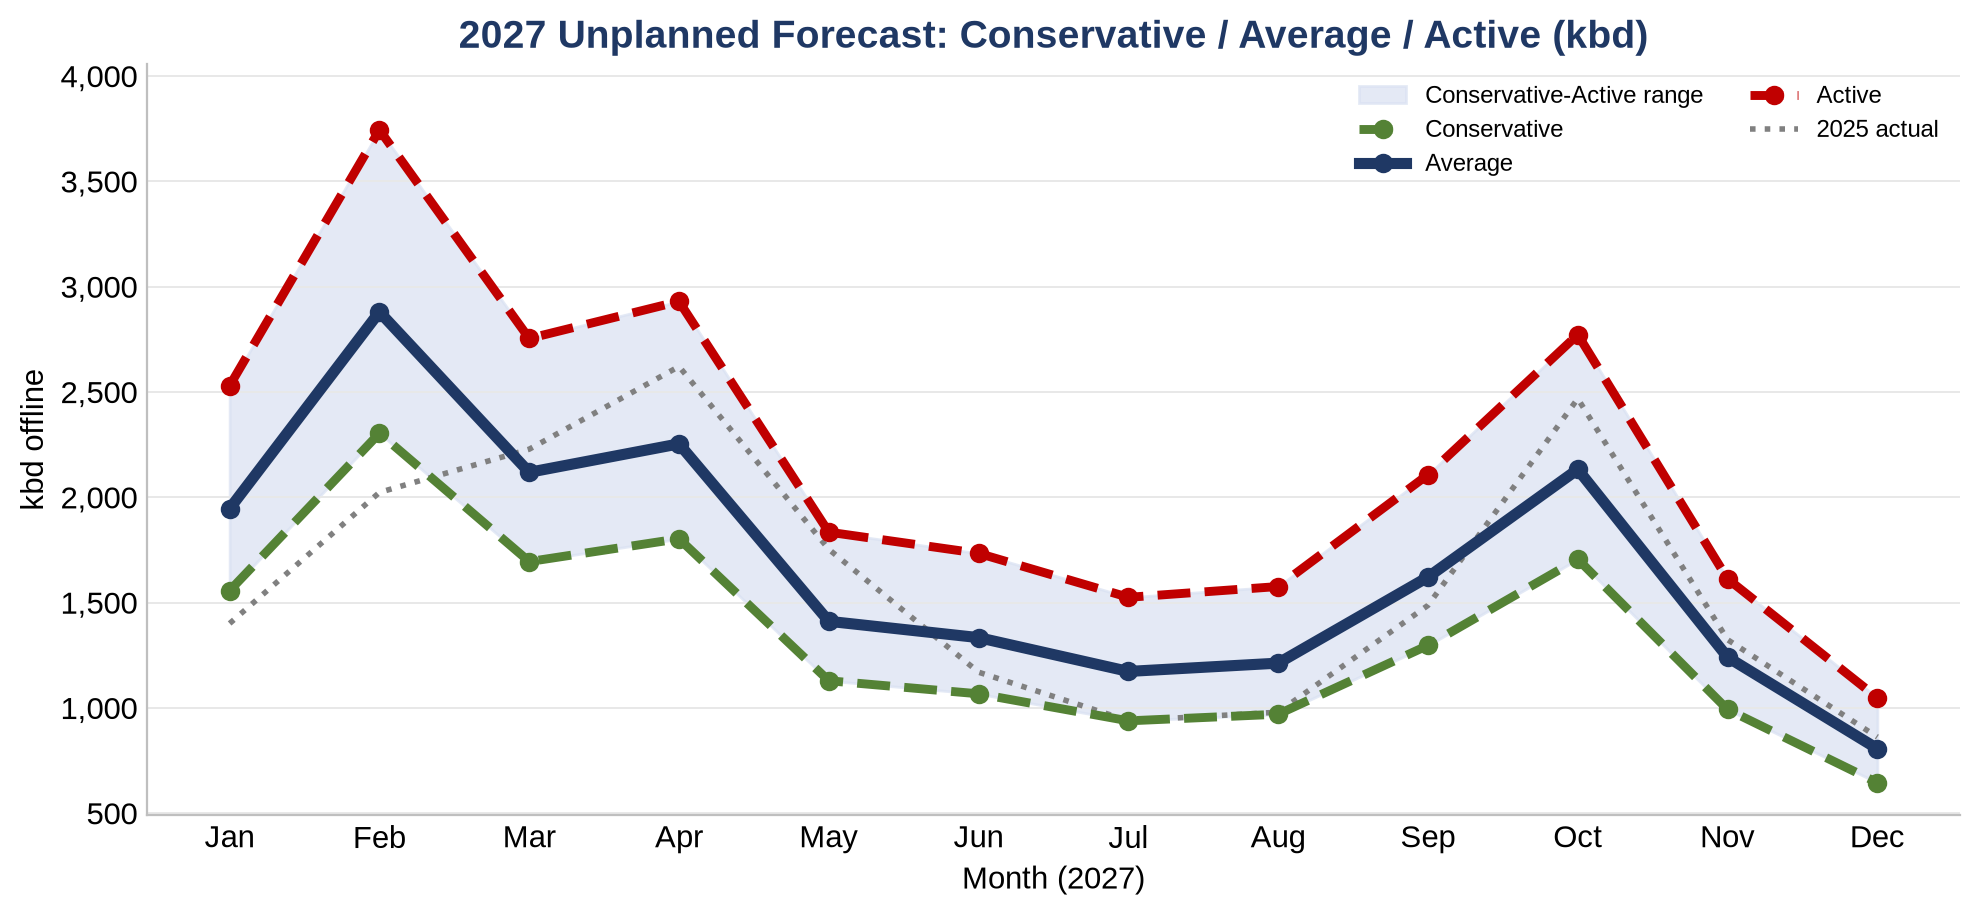 2027 Unplanned Forecast: Conservative / Average / Active (kbd)
4,000
3,500
3,000
2,500
2,000
1,500
1,000
500
kbd offline
Conservative-Active range
Conservative
Average
Active
2025 actual
Jan Feb Mar Apr May Jun Jul Aug Sep Oct Nov Dec
Month (2027)